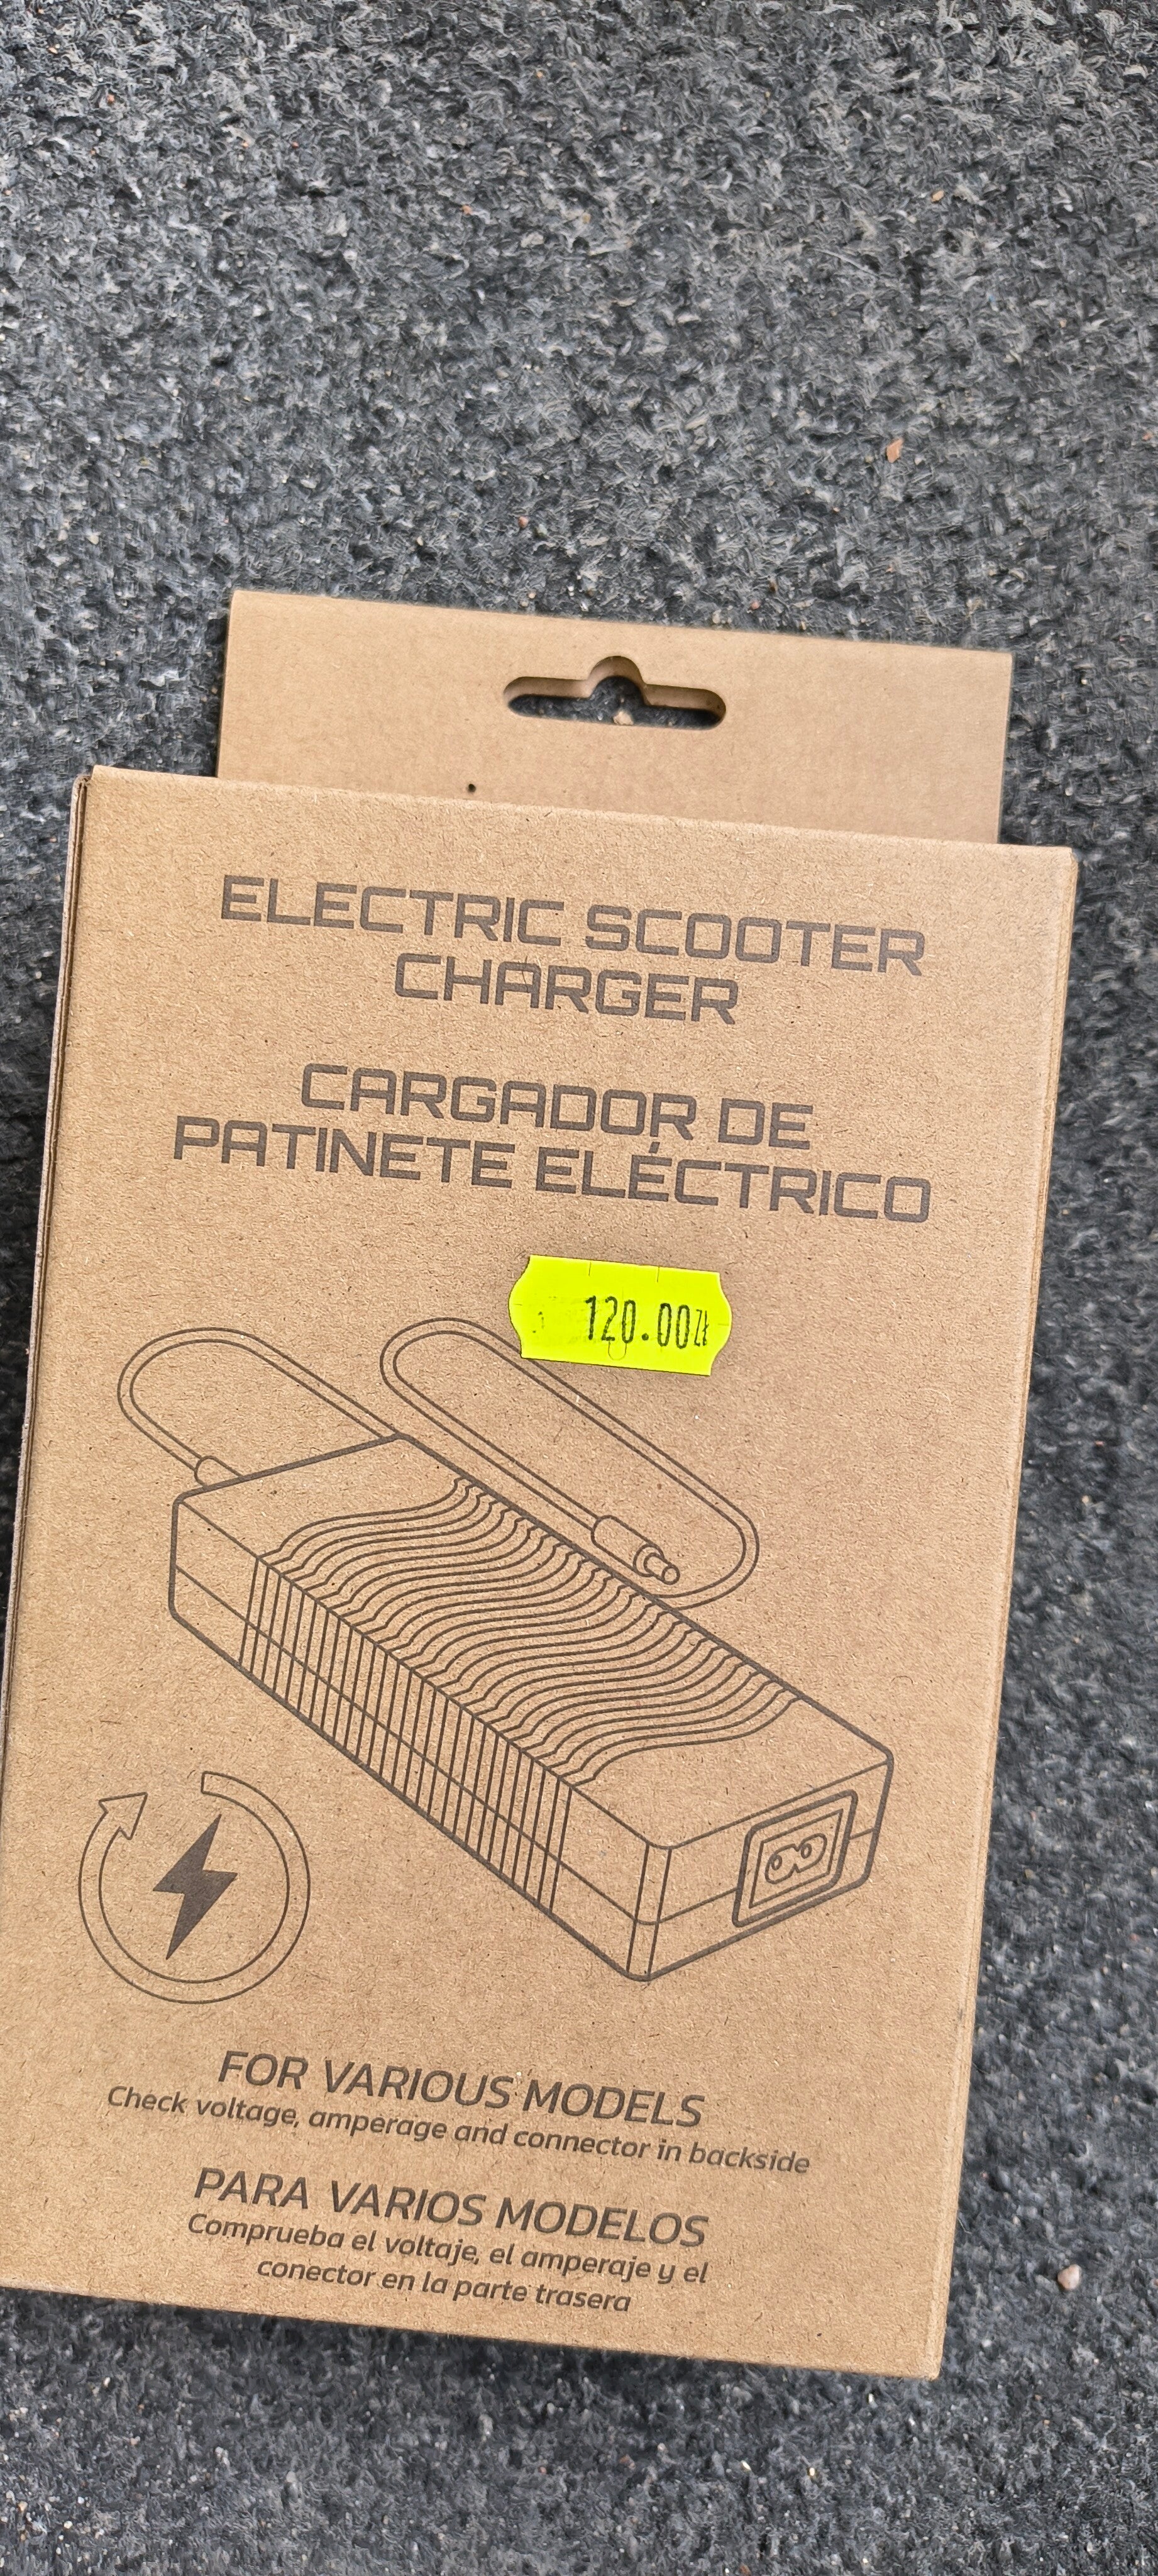 ELECTRIC SCOOTER
CHARGER
CARGADOR DE
PATINETE ELÉCTRICO
120.00zł
FOR VARIOUS MODELS
Check voltage, amperage and connector in backside
PARA VARIOS MODELOS
Comprueba el voltaje, el amperaje y el
conector en la parte trasera